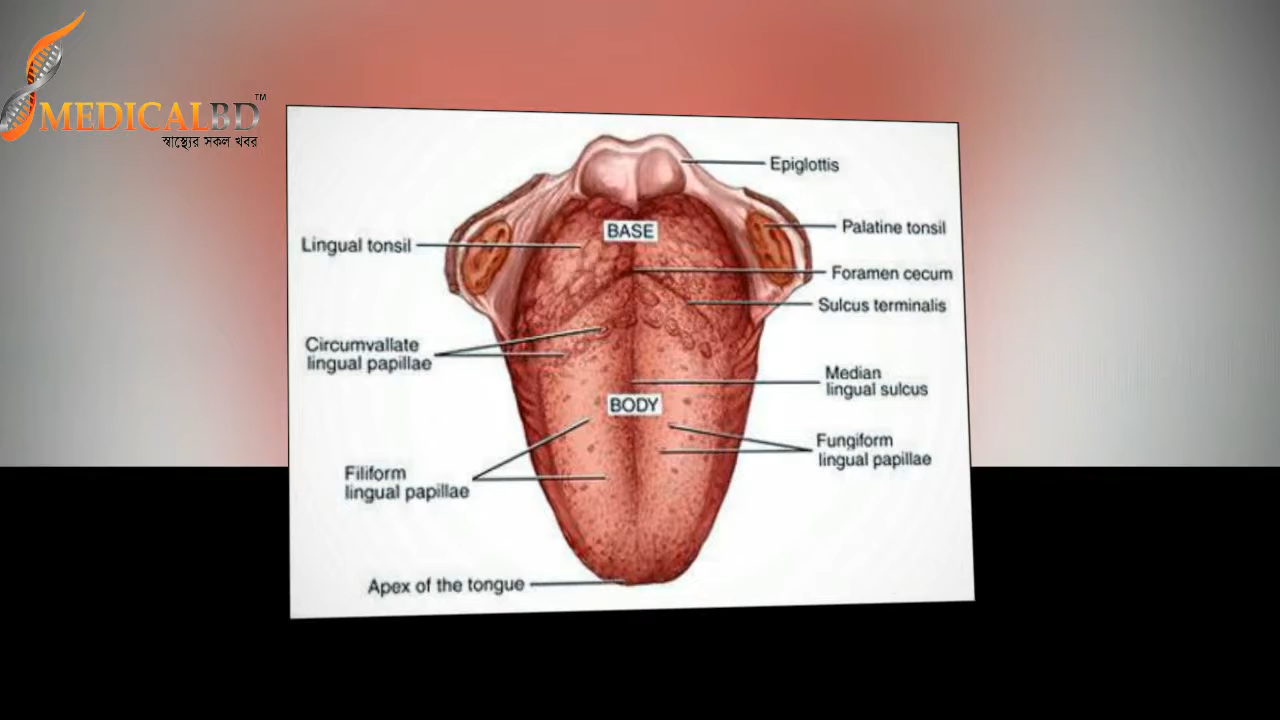 MEDICALBD™
স্বাস্থ্যের সকল খবর
Epiglottis
BASE
Palatine tonsil
Lingual tonsil
Foramen cecum
Sulcus terminalis
Circumvallate
lingual papillae
Median
lingual sulcus
BODY
Fungiform
lingual papillae
Filiform
lingual papillae
Apex of the tongue